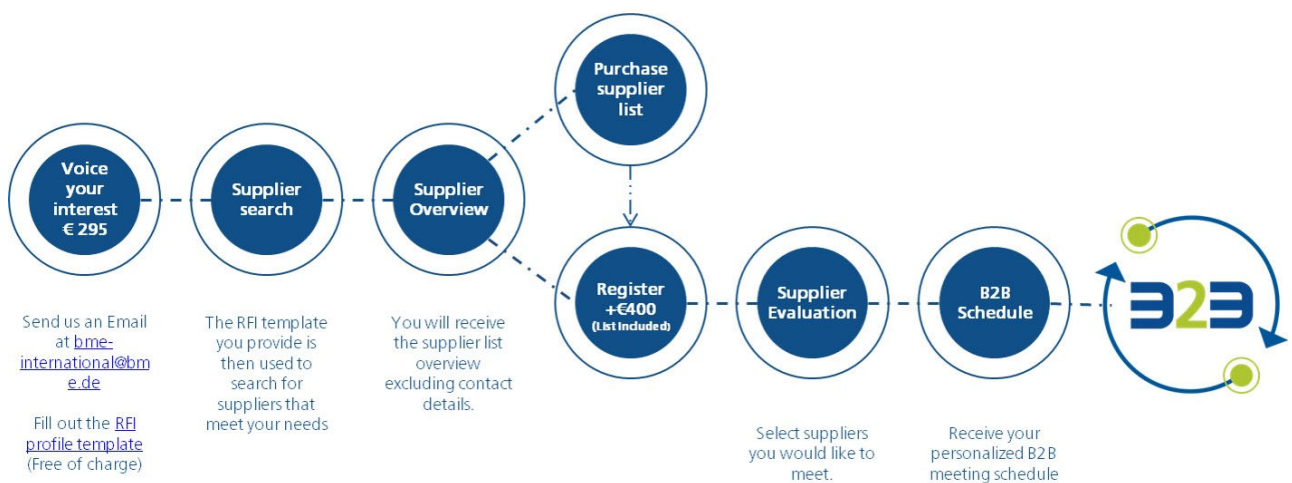 Voice
your
interest
€ 295
Supplier
search
Supplier
Overview
Purchase
supplier
list
Register
+€400
(List included)
Supplier
Evaluation
B2B
Schedule
B2B
Send us an Email
at bme-
international@bm
e.de
Fill out the RFI
profile template
(Free of charge)
The RFI template
you provide is
then used to
search for
suppliers that
meet your needs
You will receive
the supplier list
overview
excluding contact
details.
Select suppliers
you would like to
meet.
Receive your
personalized B2B
meeting schedule